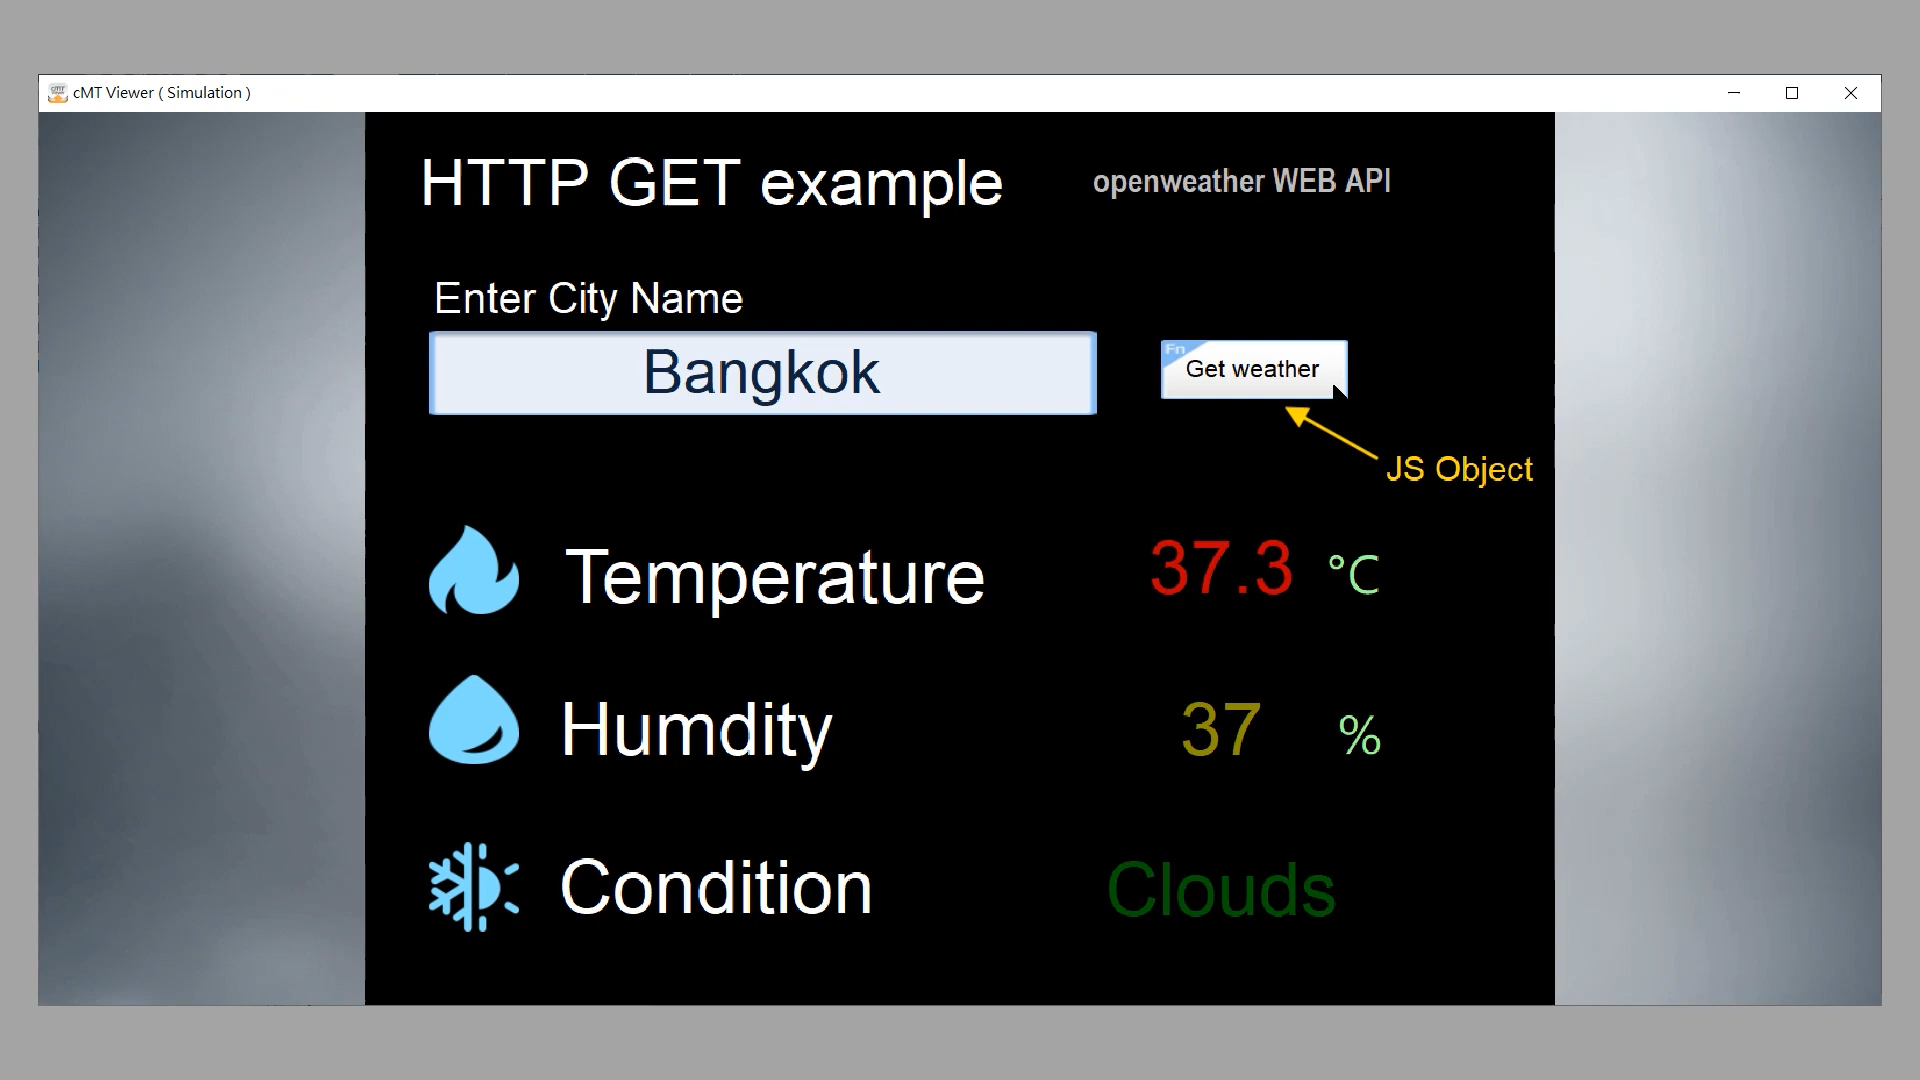 cMT Viewer ( Simulation )
HTTP GET example
openweather WEB API
Enter City Name
Bangkok
Fn
Get weather
JS Object
Temperature
37.3 °C
Humdity
37 %
Condition
Clouds